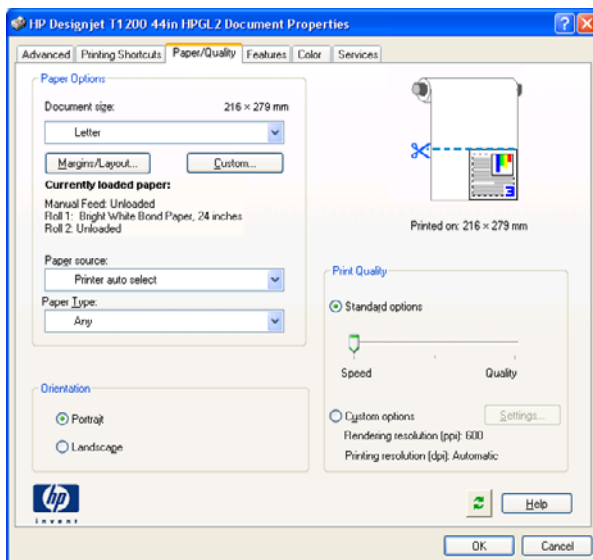 HP Designjet T1200 44in HPGL2 Document Properties
Advanced Printing Shortcuts Paper/Quality Features Color Services
Paper Options
Document size: 216 × 279 mm
Letter
Margins/Layout... Custom...
Currently loaded paper:
Manual Feed: Unloaded
Roll 1: Bright White Bond Paper, 24 inches
Roll 2: Unloaded
Paper source:
Printer auto select
Paper Type:
Any
Orientation
Portrait
Landscape
3
Printed on: 216 × 279 mm
Print Quality
Standard options
Speed Quality
Custom options Settings...
Rendering resolution (ppi): 600
Printing resolution (dpi): Automatic
hp
invent
Help
OK Cancel